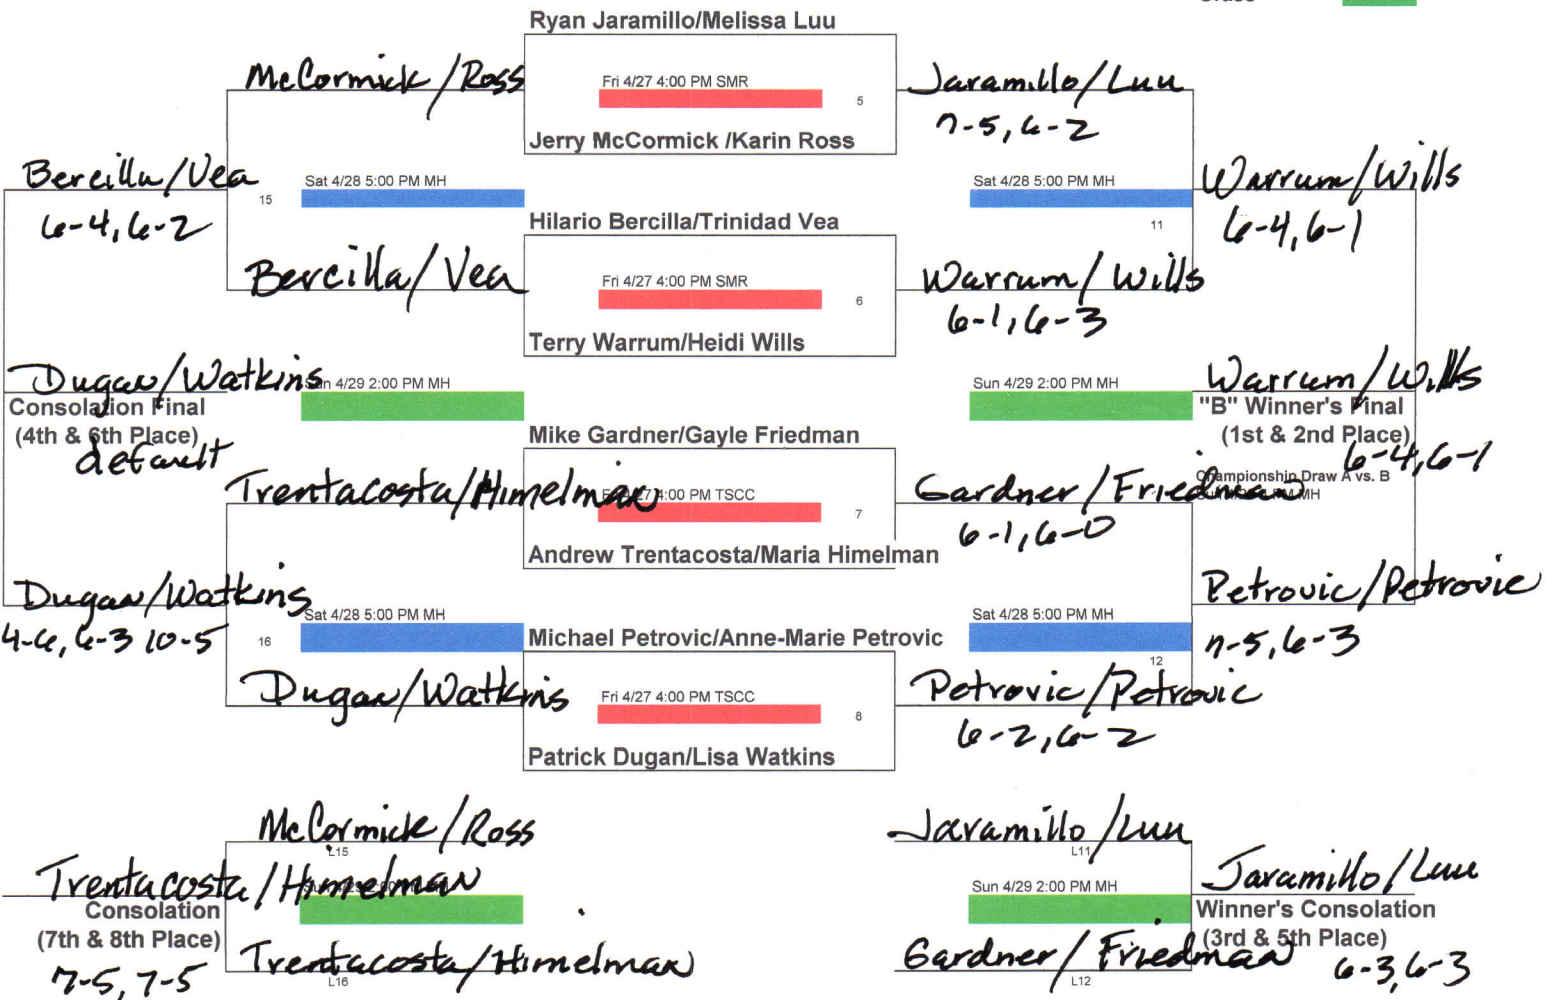 Ryan Jaramillo/Melissa Luu
McCormick/Ross
Fri 4/27 4:00 PM SMR
5
Jaramillo/Luu
7-5, 6-2
Jerry McCormick /Karin Ross
Bercilla/Vea
6-4, 6-2
15
Sat 4/28 5:00 PM MH
Sat 4/28 5:00 PM MH
11
Warrum/Wills
6-4, 6-1
Hilario Bercilla/Trinidad Vea
Bercilla/Vea
Fri 4/27 4:00 PM SMR
6
Warrum/Wills
6-1, 6-3
Terry Warrum/Heidi Wills
Dugan/Watkins
Sun 4/29 2:00 PM MH
Sun 4/29 2:00 PM MH
Warrum/Wills
Consolation Final
(4th & 6th Place)
default
"B" Winner's Final
(1st & 2nd Place)
6-4, 6-1
Championship Draw A vs. B
MH
Mike Gardner/Gayle Friedman
Trentacosta/Himelman
4:00 PM TSCC
7
Gardner/Friedman
6-1, 6-0
Andrew Trentacosta/Maria Himelman
Dugan/Watkins
4-6, 6-3 10-5
16
Sat 4/28 5:00 PM MH
Sat 4/28 5:00 PM MH
12
Petrovic/Petrovic
7-5, 6-3
Michael Petrovic/Anne-Marie Petrovic
Dugan/Watkins
Fri 4/27 4:00 PM TSCC
8
Petrovic/Petrovic
6-2, 6-2
Patrick Dugan/Lisa Watkins
McCormick/Ross
L15
Trentacosta/Himelman
Consolation
(7th & 8th Place)
7-5, 7-5
Trentacosta/Himelman
L16
Jaramillo/Luu
L11
Sun 4/29 2:00 PM MH
Jaramillo/Luu
Winner's Consolation
(3rd & 5th Place)
6-3, 6-3
Gardner/Friedman
L12